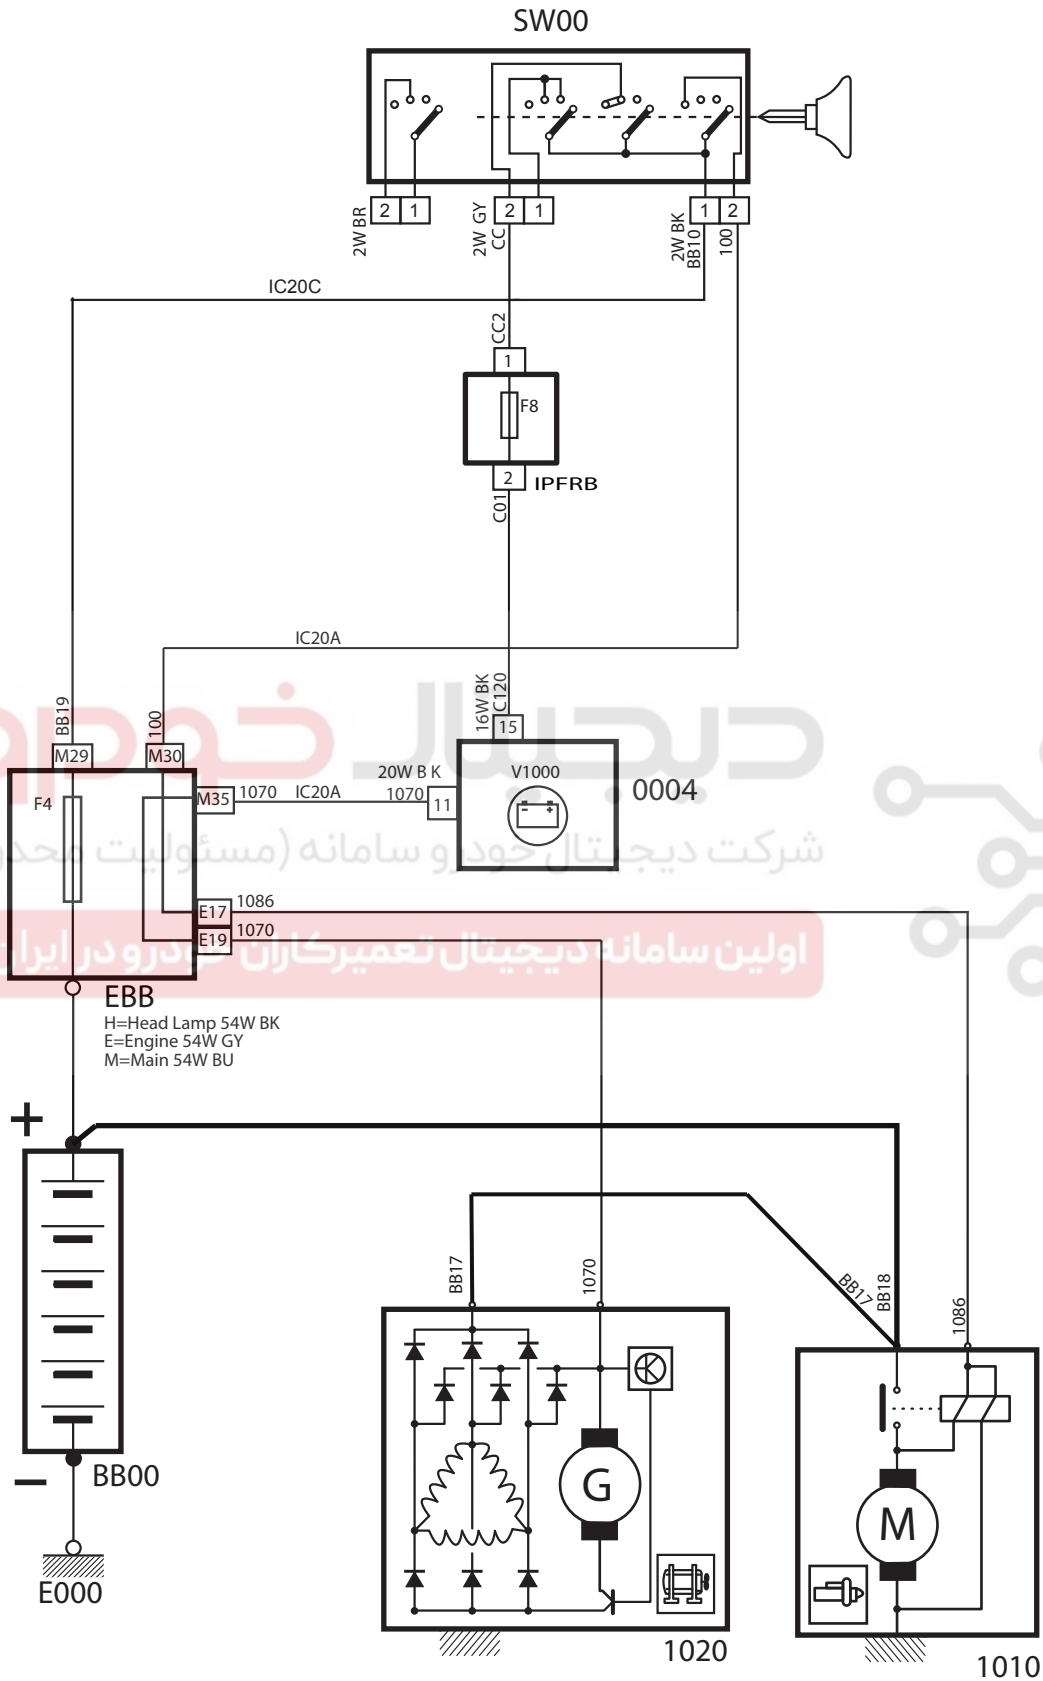 SW00
2 1
2W BR
2 1
2W GY
CC
1 2
2W BK
BB10
100
IC20C
CC2
1
F8
2
IPFRB
C01
IC20A
BB19
100
16W BK
C120
15
M29
M30
دیجیتال خودرو
F4
M35
1070
IC20A
20W B K
1070
11
V1000
- +
0004
شرکت دیجیتال خودرو سامانه (مسئولیت محدو
E17
1086
E19
1070
اولین سامانه دیجیتال تعمیرکاران خودرو در ایران
EBB
H=Head Lamp 54W BK
E=Engine 54W GY
M=Main 54W BU
+
BB17
1070
BB17
BB18
1086
K
G
M
−
BB00
E000
1020
1010